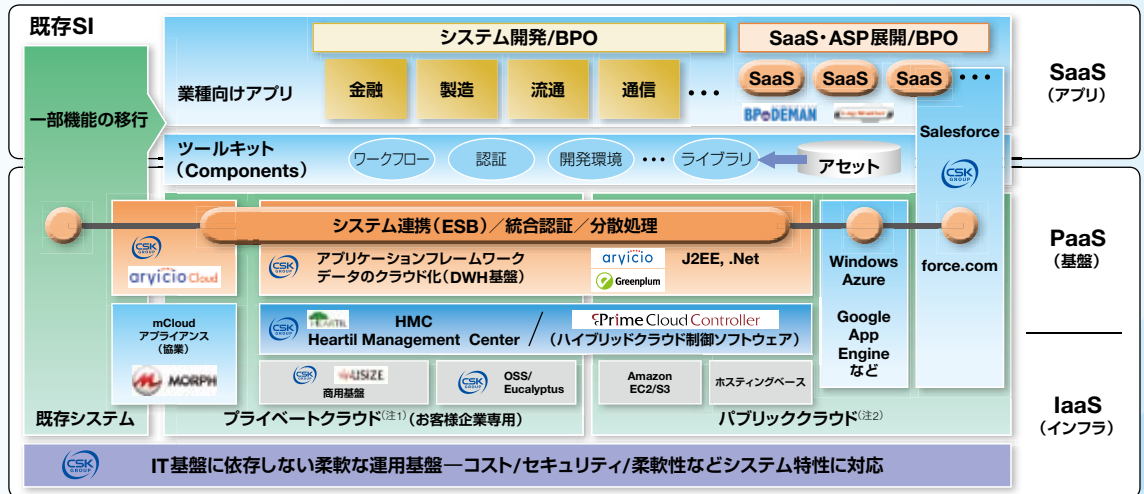 既存SI
システム開発/BPO
SaaS・ASP展開/BPO
一部機能の移行
業種向けアプリ
金融
製造
流通
通信
•••
SaaS
SaaS
SaaS
•••
BPoDEMAN
SaaS
(アプリ)
Salesforce
CSK
GROUP
ツールキット
(Components)
ワークフロー
認証
開発環境
•••
ライブラリ
アセット
システム連携(ESB)/統合認証/分散処理
CSK
GROUP
aryicio Cloud
CSK
GROUP
アプリケーションフレームワーク
データのクラウド化(DWH基盤)
aryicio
Greenplum
J2EE, .Net
Windows
Azure
Google
App
Engine
など
force.com
PaaS
(基盤)
mCloud
アプライアンス
(協業)
MORPH
CSK
GROUP
HEARTIL
HMC
Heartil Management Center
/
Prime Cloud Controller
(ハイブリッドクラウド制御ソフトウェア)
CSK
GROUP
USiZE
商用基盤
CSK
GROUP
OSS/
Eucalyptus
Amazon
EC2/S3
ホスティングベース
既存システム
プライベートクラウド(注1)(お客様企業専用)
パブリッククラウド(注2)
IaaS
(インフラ)
CSK
GROUP
IT基盤に依存しない柔軟な運用基盤―コスト/セキュリティ/柔軟性などシステム特性に対応